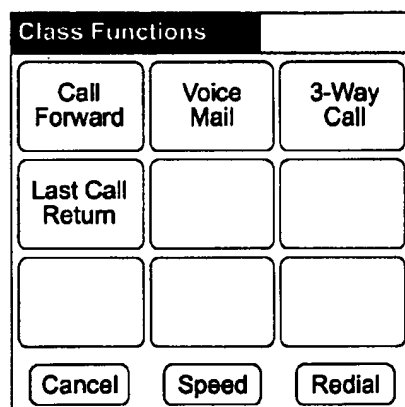 Class Functions
Call
Forward
Voice
Mail
3-Way
Call
Last Call
Return
Cancel
Speed
Redial